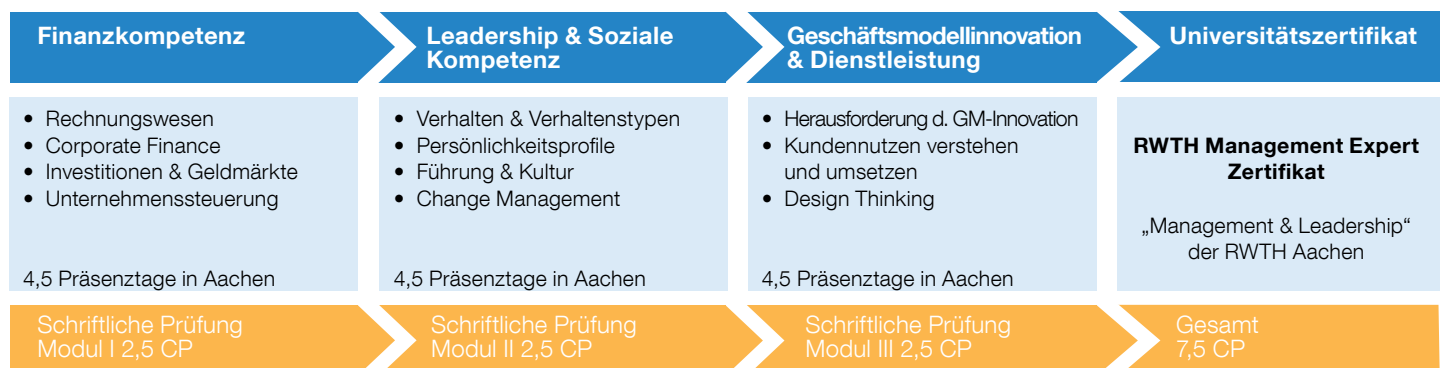 Finanzkompetenz
Leadership & Soziale
Kompetenz
Geschäftsmodellinnovation
& Dienstleistung
Universitätszertifikat
• Rechnungswesen
• Corporate Finance
• Investitionen & Geldmärkte
• Unternehmenssteuerung
4,5 Präsenztage in Aachen
• Verhalten & Verhaltenstypen
• Persönlichkeitsprofile
• Führung & Kultur
• Change Management
4,5 Präsenztage in Aachen
• Herausforderung d. GM-Innovation
• Kundennutzen verstehen
und umsetzen
• Design Thinking
4,5 Präsenztage in Aachen
RWTH Management Expert
Zertifikat
„Management & Leadership“
der RWTH Aachen
Schriftliche Prüfung
Modul I 2,5 CP
Schriftliche Prüfung
Modul II 2,5 CP
Schriftliche Prüfung
Modul III 2,5 CP
Gesamt
7,5 CP